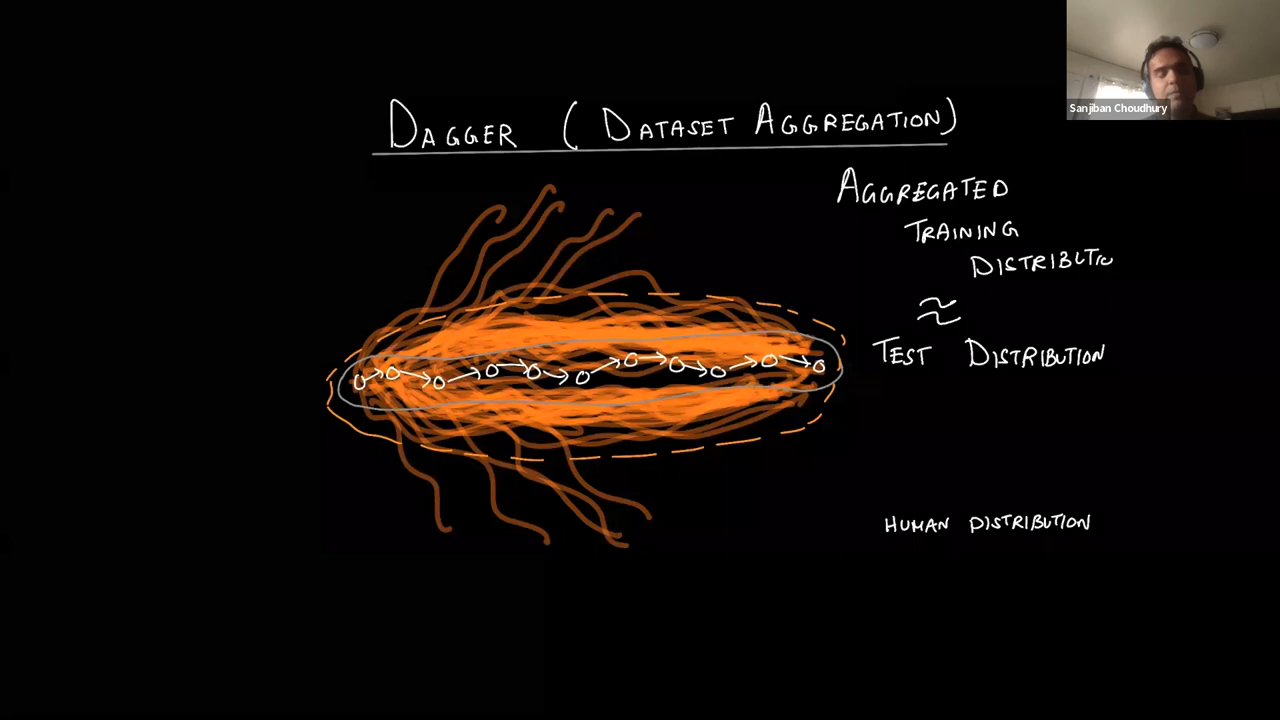 DAGGER (DATASET AGGREGATION)
Sanjiban Choudhury
AGGREGATED
TRAINING
DISTRIBUTIO
≈
TEST DISTRIBUTION
HUMAN DISTRIBUTION